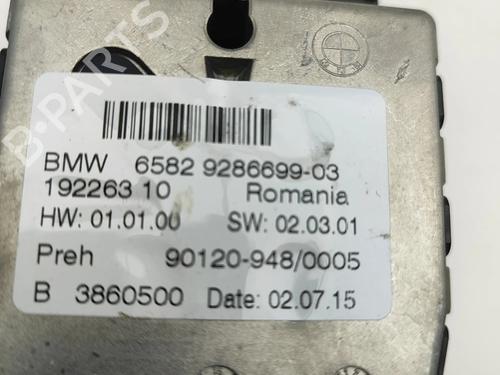 B-PARTS
BMW 6582 9286699-03
192263 10 Romania
HW: 01.01.00 SW: 02.03.01
Preh 90120-948/0005
B 3860500 Date: 02.07.15